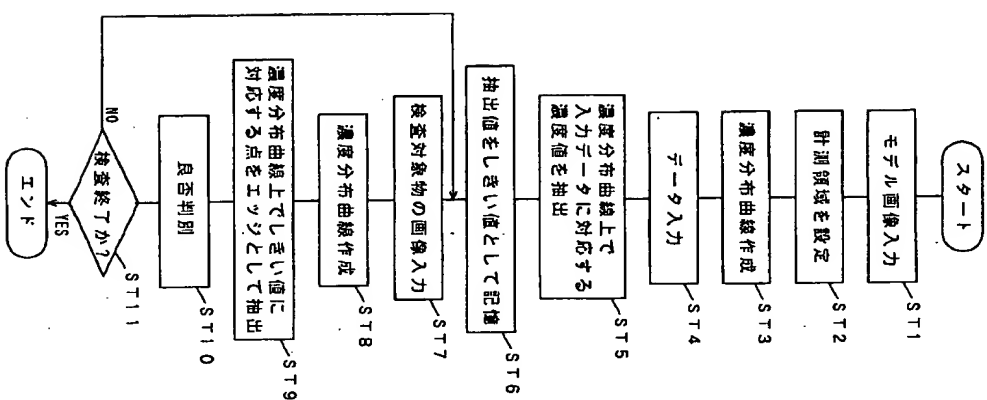 スタート
モデル画像入力
ST1
計測領域を設定
ST2
濃度分布曲線作成
ST3
データ入力
ST4
濃度分布曲線上で
入力データに対応する
濃度値を抽出
ST5
抽出値をしきい値として記憶
ST6
検査対象物の画像入力
ST7
濃度分布曲線作成
ST8
濃度分布曲線上でしきい値に
対応する点をエッジとして抽出
ST9
良否判別
ST10
検査終了か?
ST11
NO
YES
エンド